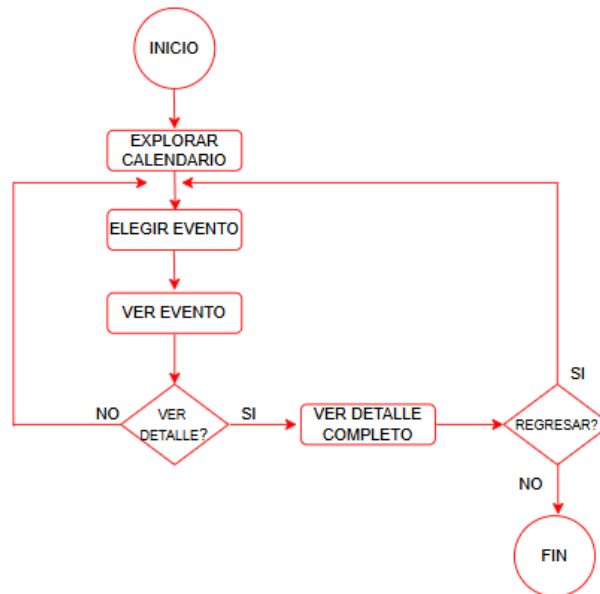 INICIO
EXPLORAR
CALENDARIO
ELEGIR EVENTO
VER EVENTO
NO
VER
DETALLE?
SI
VER DETALLE
COMPLETO
SI
REGRESAR?
NO
FIN